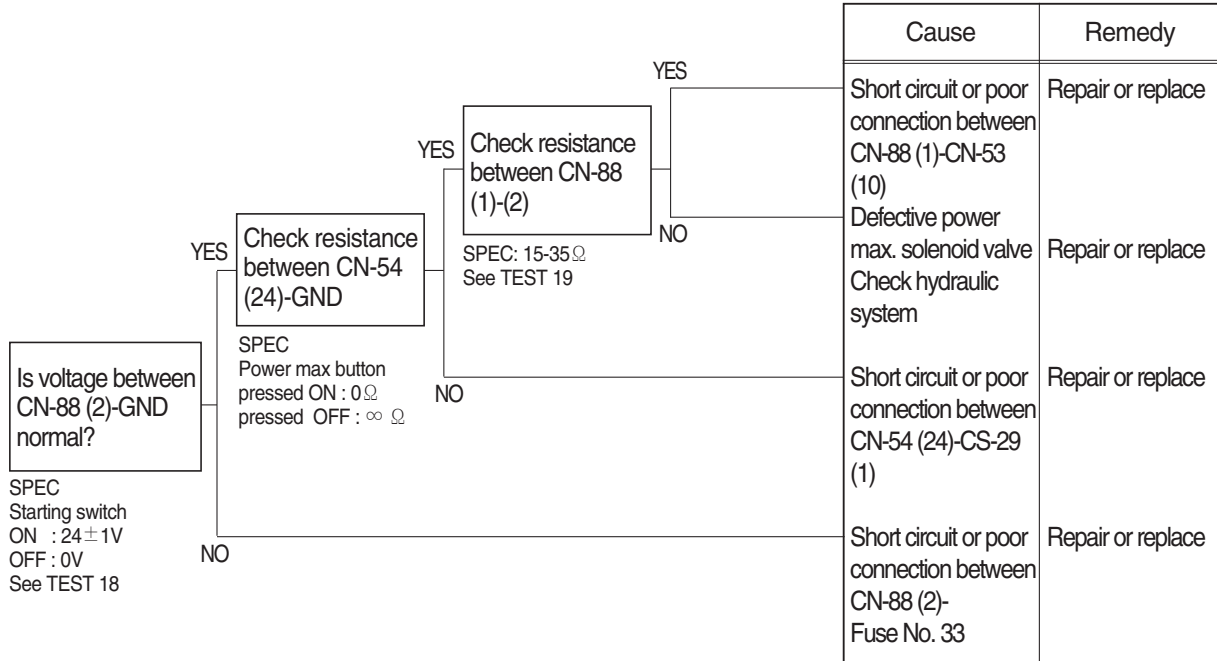 Cause
Remedy
YES
Short circuit or poor
connection between
CN-88 (1)-CN-53
(10)
Repair or replace
YES
Check resistance
between CN-88
(1)-(2)
SPEC: 15-35Ω
See TEST 19
NO
Defective power
max. solenoid valve
Check hydraulic
system
Repair or replace
YES
Check resistance
between CN-54
(24)-GND
SPEC
Power max button
pressed ON : 0Ω
pressed OFF : ∞ Ω
NO
Short circuit or poor
connection between
CN-54 (24)-CS-29
(1)
Repair or replace
Is voltage between
CN-88 (2)-GND
normal?
SPEC
Starting switch
ON : 24±1V
OFF : 0V
See TEST 18
NO
Short circuit or poor
connection between
CN-88 (2)-
Fuse No. 33
Repair or replace